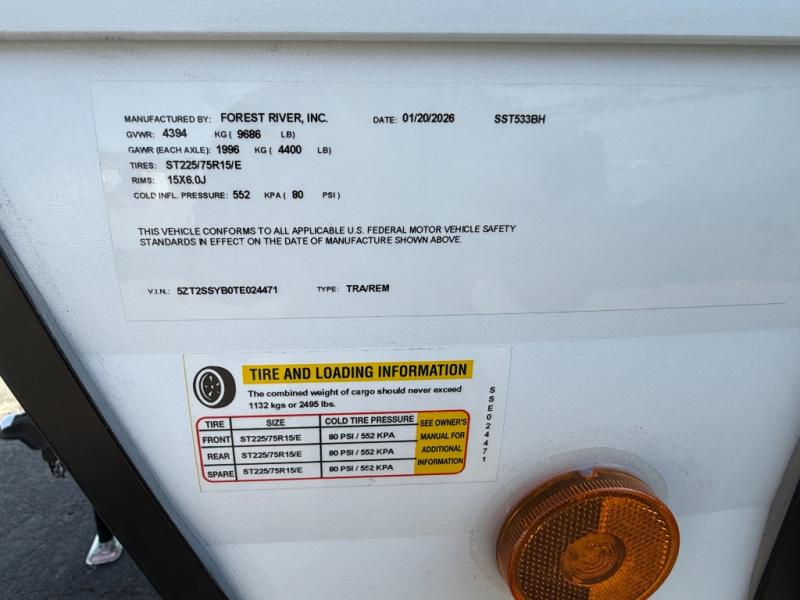 MANUFACTURED BY: FOREST RIVER, INC. DATE: 01/20/2026 SST533BH
GVWR: 4394 KG ( 9686 LB)
GAWR (EACH AXLE): 1996 KG ( 4400 LB)
TIRES: ST225/75R15/E
RIMS: 15X6.0J
COLD INFL. PRESSURE: 552 KPA ( 80 PSI )
THIS VEHICLE CONFORMS TO ALL APPLICABLE U.S. FEDERAL MOTOR VEHICLE SAFETY
STANDARDS IN EFFECT ON THE DATE OF MANUFACTURE SHOWN ABOVE.
V.I.N.: 5ZT2SSYB0TE024471 TYPE: TRA/REM
TIRE AND LOADING INFORMATION
The combined weight of cargo should never exceed
1132 kgs or 2495 lbs.
TIRE SIZE COLD TIRE PRESSURE SEE OWNER'S
FRONT ST225/75R15/E 80 PSI / 552 KPA MANUAL FOR
REAR ST225/75R15/E 80 PSI / 552 KPA ADDITIONAL
SPARE ST225/75R15/E 80 PSI / 552 KPA INFORMATION
SSE024471